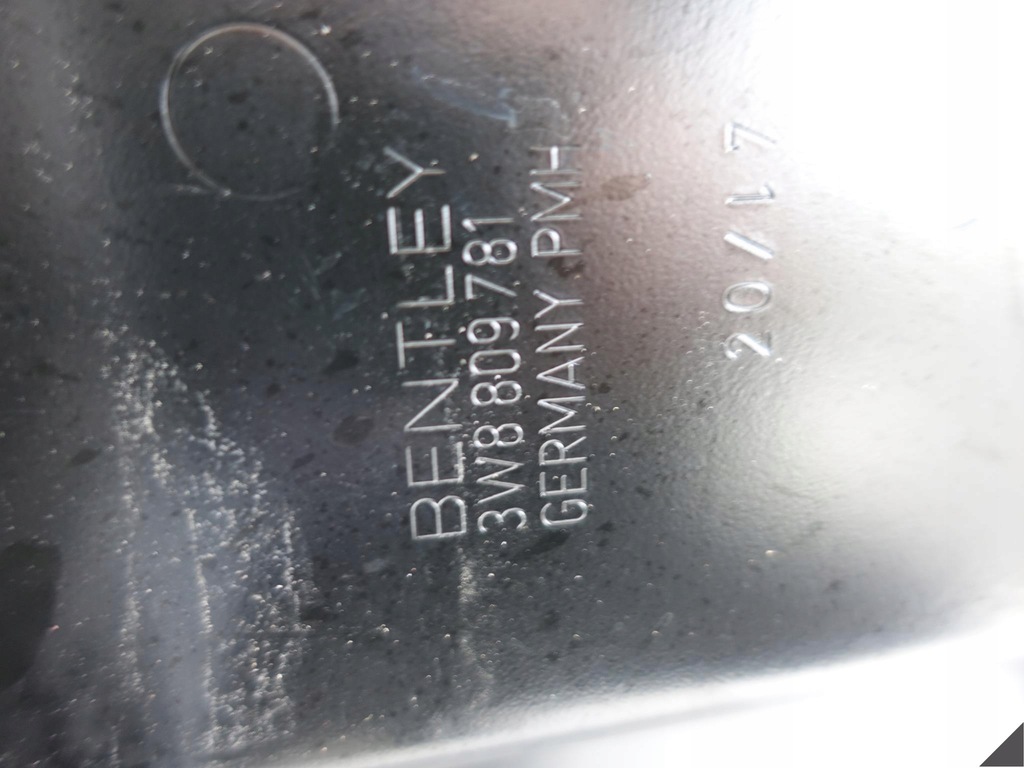 BENTLEY
3W8 809 781
GERMANY PMH
20/17